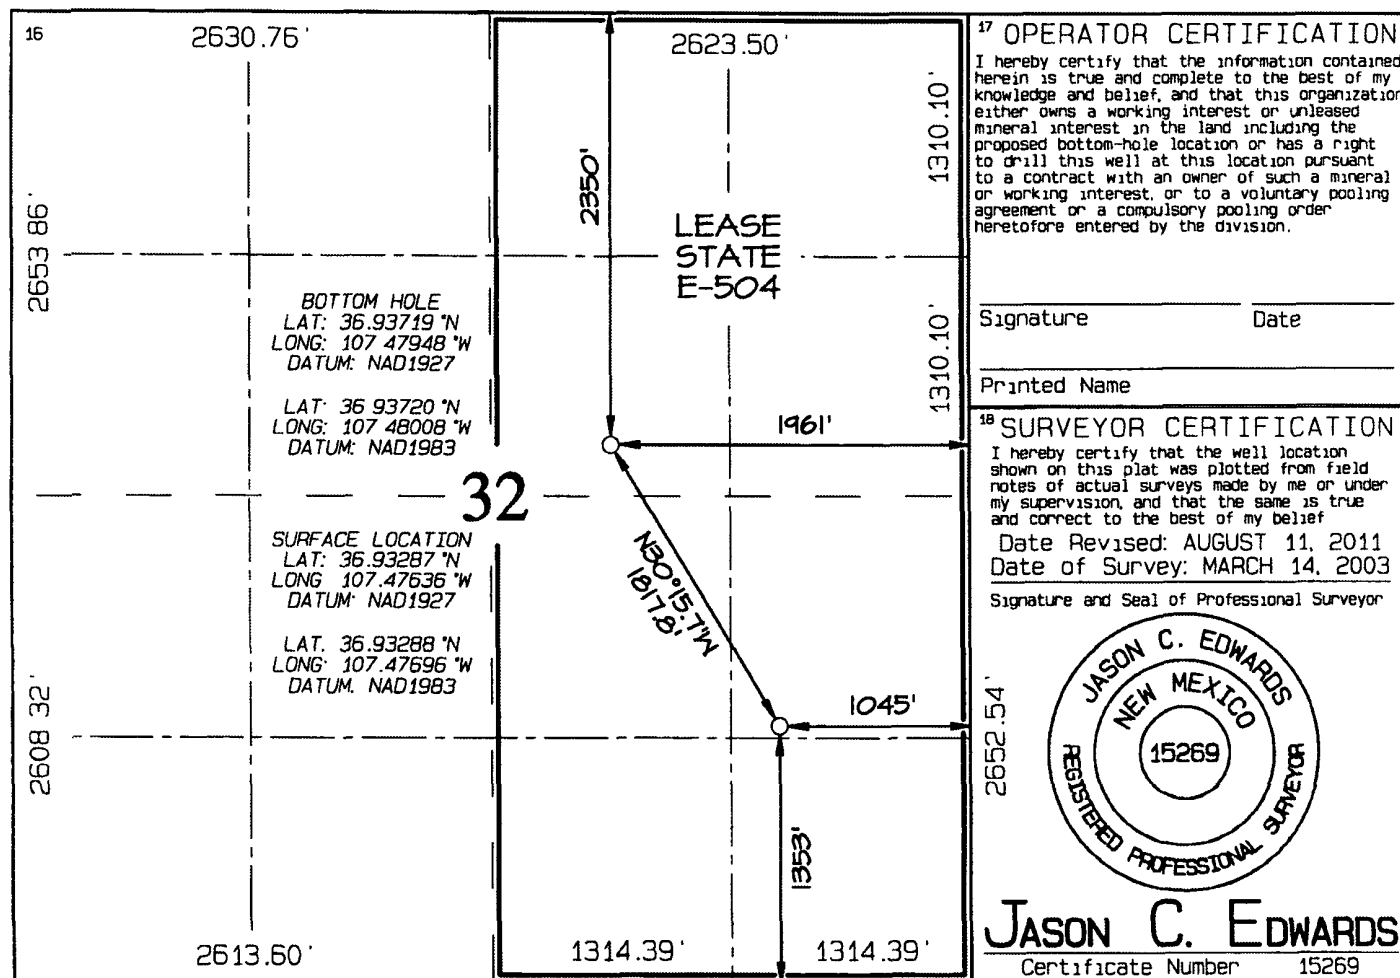 16
2630.76'
2623.50'
2350'
1310.10'
2653 86'
LEASE
STATE
E-504
1310.10'
BOTTOM HOLE
LAT: 36.93719 °N
LONG: 107 47948 °W
DATUM: NAD1927
LAT: 36 93720 °N
LONG: 107 48008 °W
DATUM: NAD1983
1961'
32
SURFACE LOCATION
LAT: 36.93287 °N
LONG 107.47636 °W
DATUM: NAD1927
LAT. 36.93288 °N
LONG: 107.47696 °W
DATUM. NAD1983
N30°15.7'W
1817.8'
1045'
2608 32'
2652.54'
1353'
2613.60'
1314.39'
1314.39'
17 OPERATOR CERTIFICATION
I hereby certify that the information contained
herein is true and complete to the best of my
knowledge and belief, and that this organization
either owns a working interest or unleased
mineral interest in the land including the
proposed bottom-hole location or has a right
to drill this well at this location pursuant
to a contract with an owner of such a mineral
or working interest, or to a voluntary pooling
agreement or a compulsory pooling order
heretofore entered by the division.
Signature Date
Printed Name
18 SURVEYOR CERTIFICATION
I hereby certify that the well location
shown on this plat was plotted from field
notes of actual surveys made by me or under
my supervision, and that the same is true
and correct to the best of my belief
Date Revised: AUGUST 11, 2011
Date of Survey: MARCH 14, 2003
Signature and Seal of Professional Surveyor
JASON C. EDWARDS
NEW MEXICO
15269
REGISTERED PROFESSIONAL SURVEYOR
JASON C. EDWARDS
Certificate Number 15269